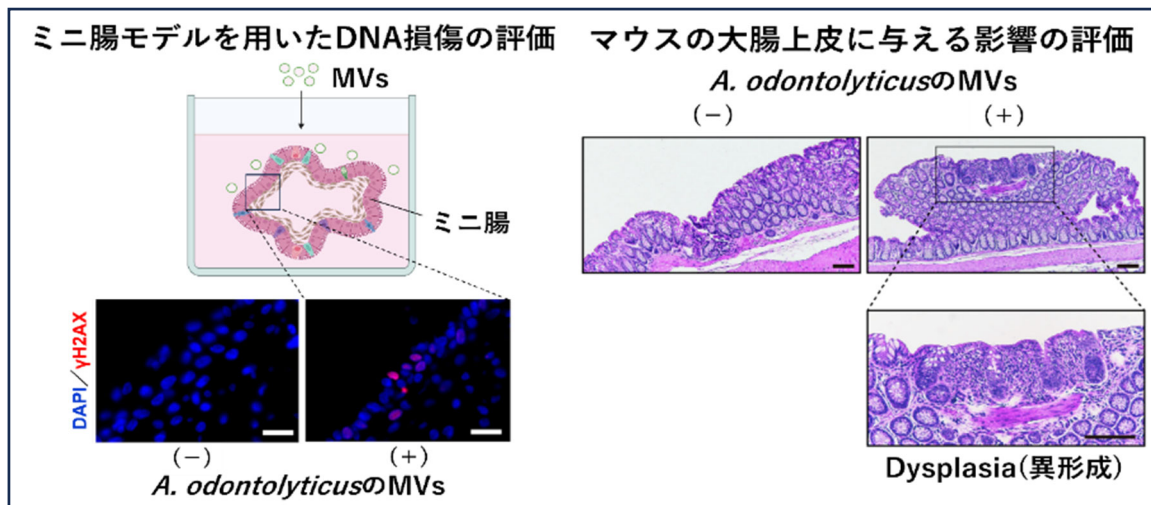 ミニ腸モデルを用いたDNA損傷の評価
MVs
ミニ腸
DAPI/γH2AX
(−)
(+)
A. odontolyticusのMVs
マウスの大腸上皮に与える影響の評価
A. odontolyticusのMVs
(−)
(+)
Dysplasia(異形成)